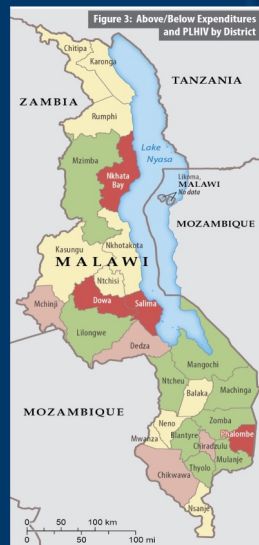 Figure 3: Above/Below Expenditures
and PLHIV by District
Chitipa
Karonga
TANZANIA
ZAMBIA
Rumphi
Lake
Nyasa
Mzimba
Nkhata
Bay
Likoma,
MALAWI
No data
MOZAMBIQUE
Nkhotakota
Kasungu
MALAWI
Ntchisi
Mchinji
Dowa
Salima
Lilongwe
Dedza
Mangochi
Ntcheu
Machinga
Balaka
MOZAMBIQUE
Zomba
Neno
Blantyre
Phalombe
Mwanza
Chiradzulu
Mulanje
Thyolo
Chikwawa
Nsanje
0 50 100 km
0 50 100 mi